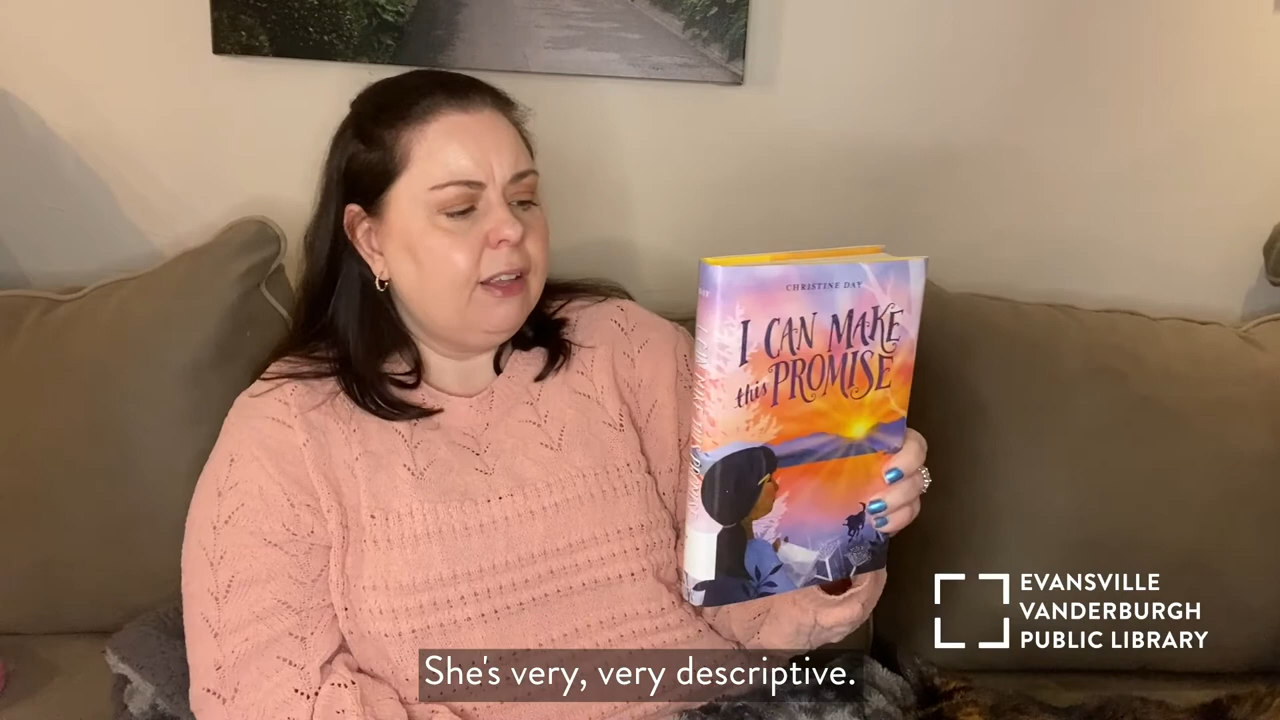 CHRISTINE DAY
I CAN MAKE
this PROMISE
EVANSVILLE
VANDERBURGH
PUBLIC LIBRARY
She's very, very descriptive.